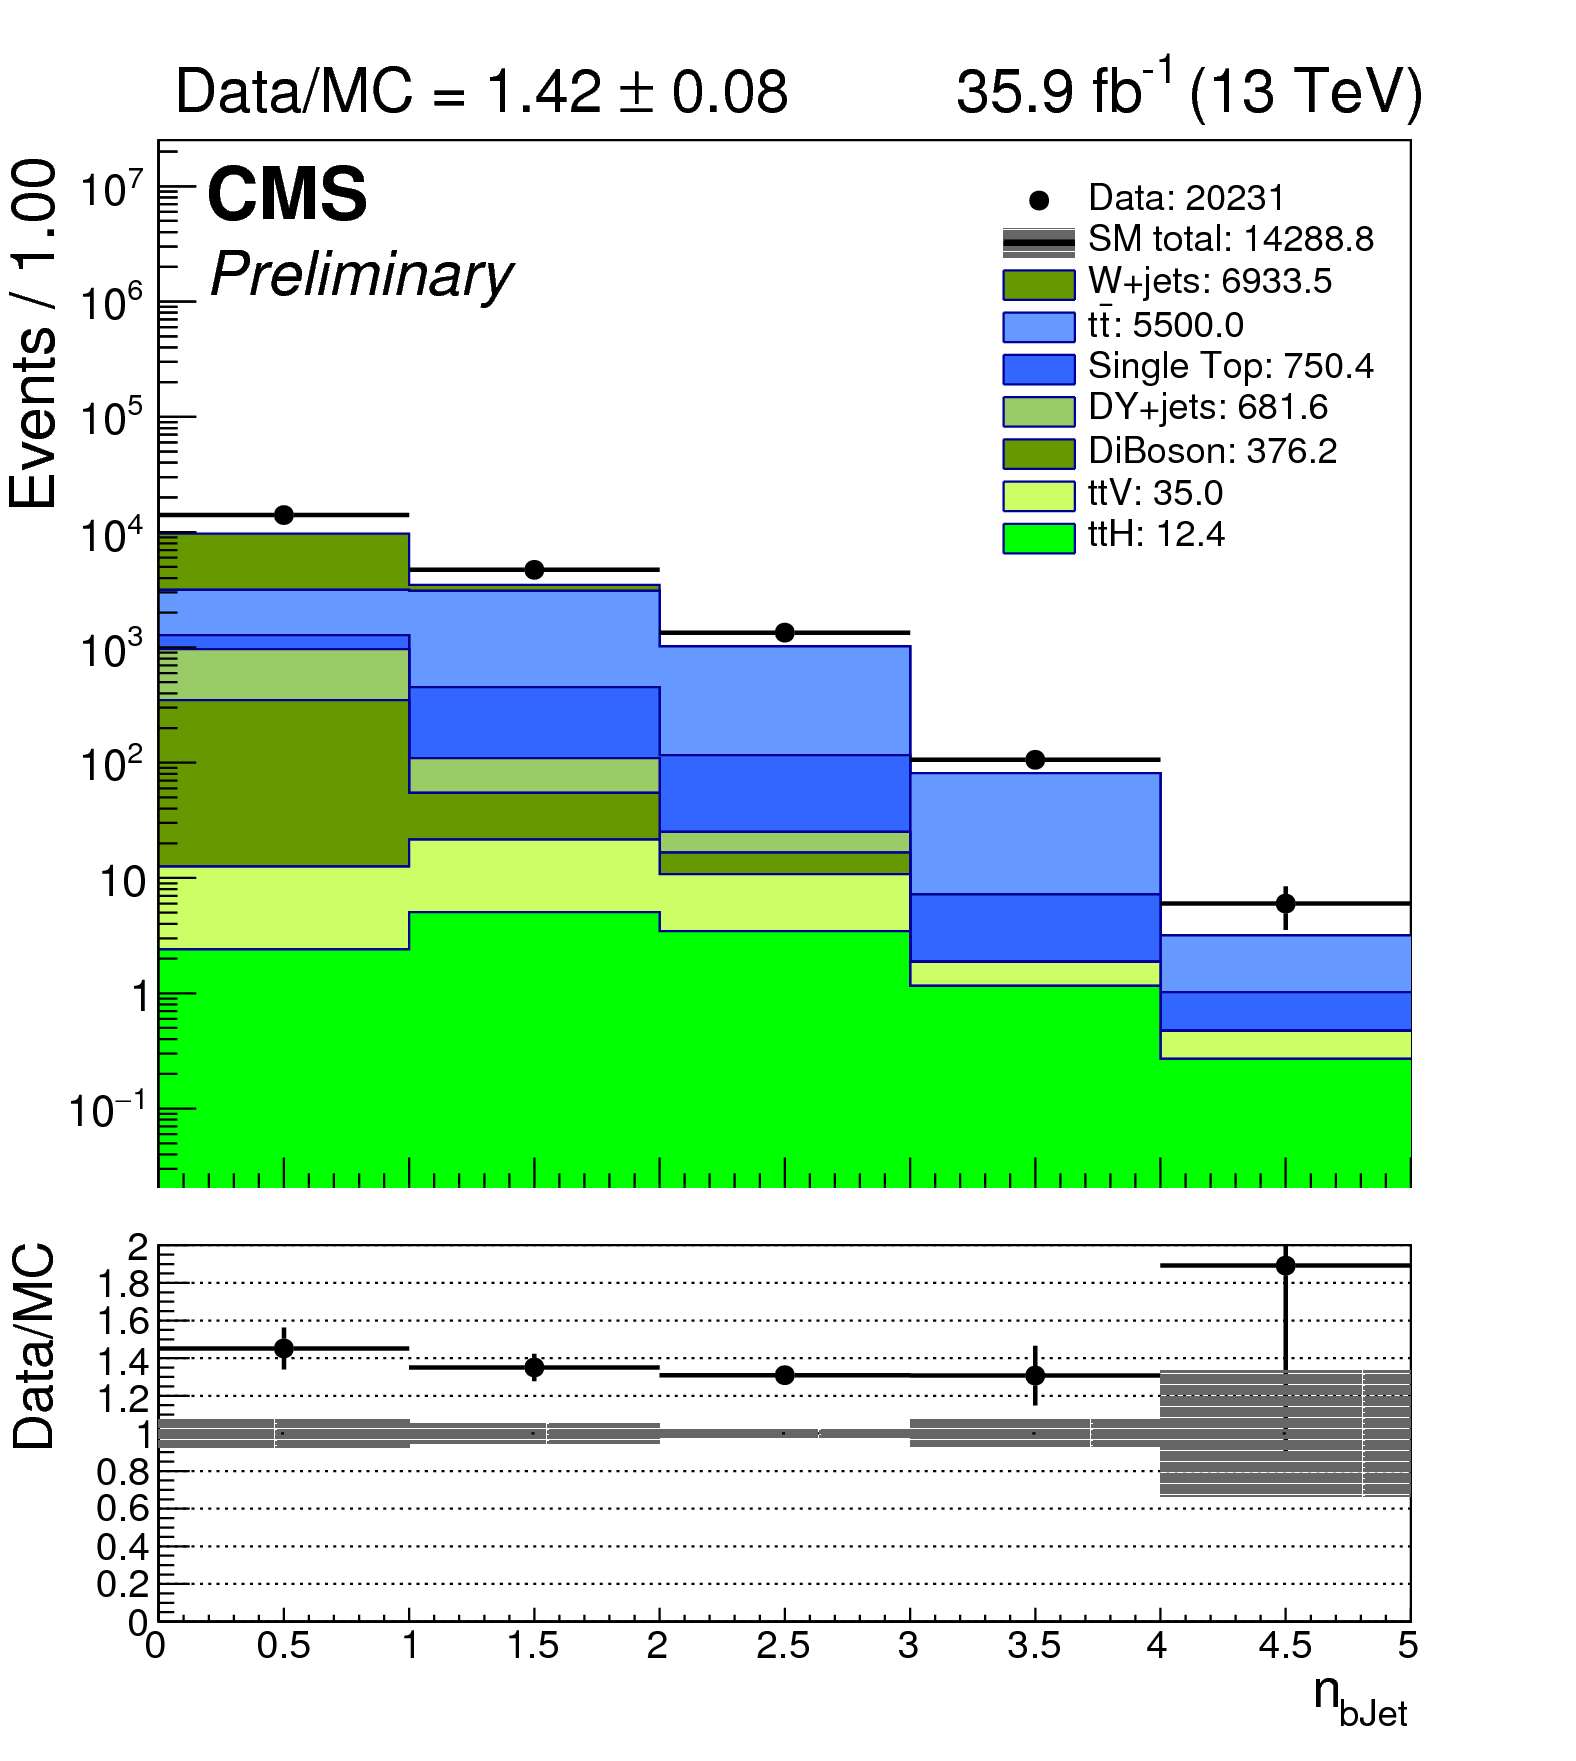 Data/MC = 1.42 ± 0.08
35.9 fb⁻¹ (13 TeV)
Events / 1.00
CMS
Preliminary
Data: 20231
SM total: 14288.8
W+jets: 6933.5
tt̄: 5500.0
Single Top: 750.4
DY+jets: 681.6
DiBoson: 376.2
ttV: 35.0
ttH: 12.4
10⁷
10⁶
10⁵
10⁴
10³
10²
10
1
10⁻¹
Data/MC
2
1.8
1.6
1.4
1.2
1
0.8
0.6
0.4
0.2
0
0 0.5 1 1.5 2 2.5 3 3.5 4 4.5 5
n_bJet